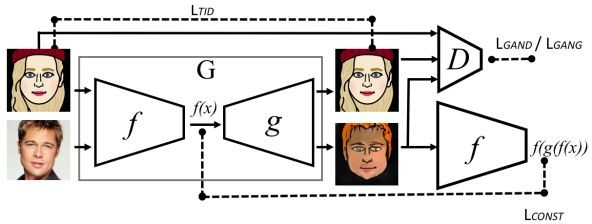 LTID
G
D
LGAND / LGANG
f
f(x)
g
f
f(g(f(x))
LCONST